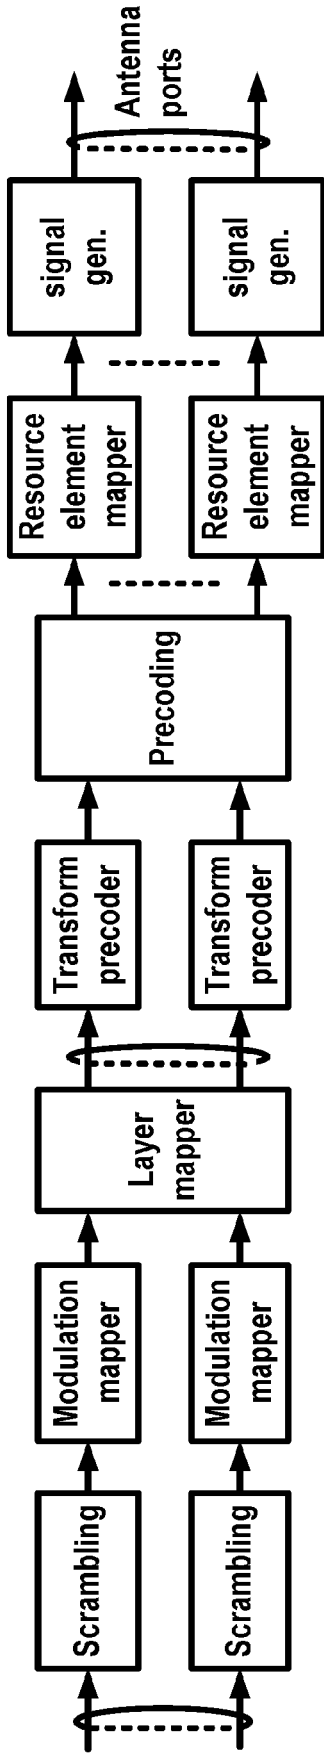 Scrambling
Scrambling
Modulation
mapper
Modulation
mapper
Layer
mapper
Transform
precoder
Transform
precoder
Precoding
Resource
element
mapper
Resource
element
mapper
signal
gen.
signal
gen.
Antenna
ports